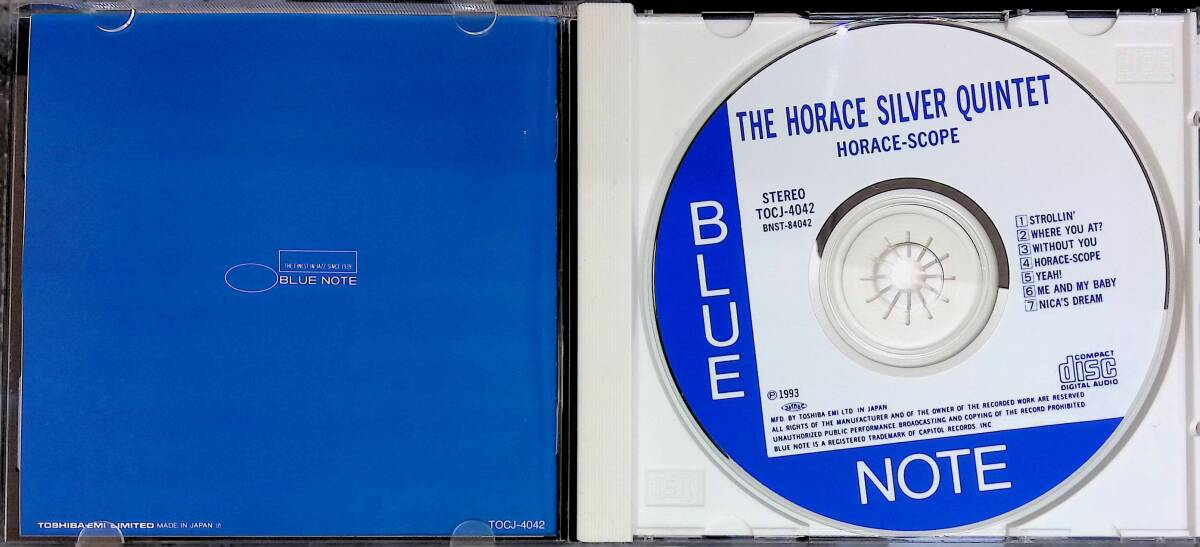 THE FINEST IN JAZZ SINCE 1939
BLUE NOTE
TOSHIBA-EMI LIMITED MADE IN JAPAN
TOCJ-4042
THE HORACE SILVER QUINTET
HORACE-SCOPE
STEREO
TOCJ-4042
BNST-84042
1 STROLLIN'
2 WHERE YOU AT?
3 WITHOUT YOU
4 HORACE-SCOPE
5 YEAH!
6 ME AND MY BABY
7 NICA'S DREAM
COMPACT
disc
DIGITAL AUDIO
℗ 1993
MFD. BY TOSHIBA EMI LTD. IN JAPAN
ALL RIGHTS OF THE MANUFACTURER AND OF THE OWNER OF THE RECORDED WORK ARE RESERVED
UNAUTHORIZED PUBLIC PERFORMANCE, BROADCASTING AND COPYING OF THE RECORD PROHIBITED
BLUE NOTE IS A REGISTERED TRADEMARK OF CAPITOL RECORDS, INC
BLUE
NOTE